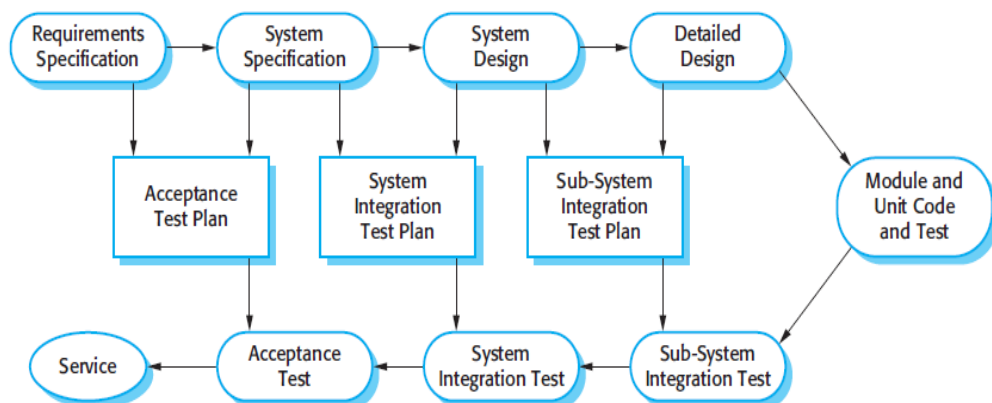 Requirements
Specification
System
Specification
System
Design
Detailed
Design
Acceptance
Test Plan
System
Integration
Test Plan
Sub-System
Integration
Test Plan
Module and
Unit Code
and Test
Service
Acceptance
Test
System
Integration Test
Sub-System
Integration Test